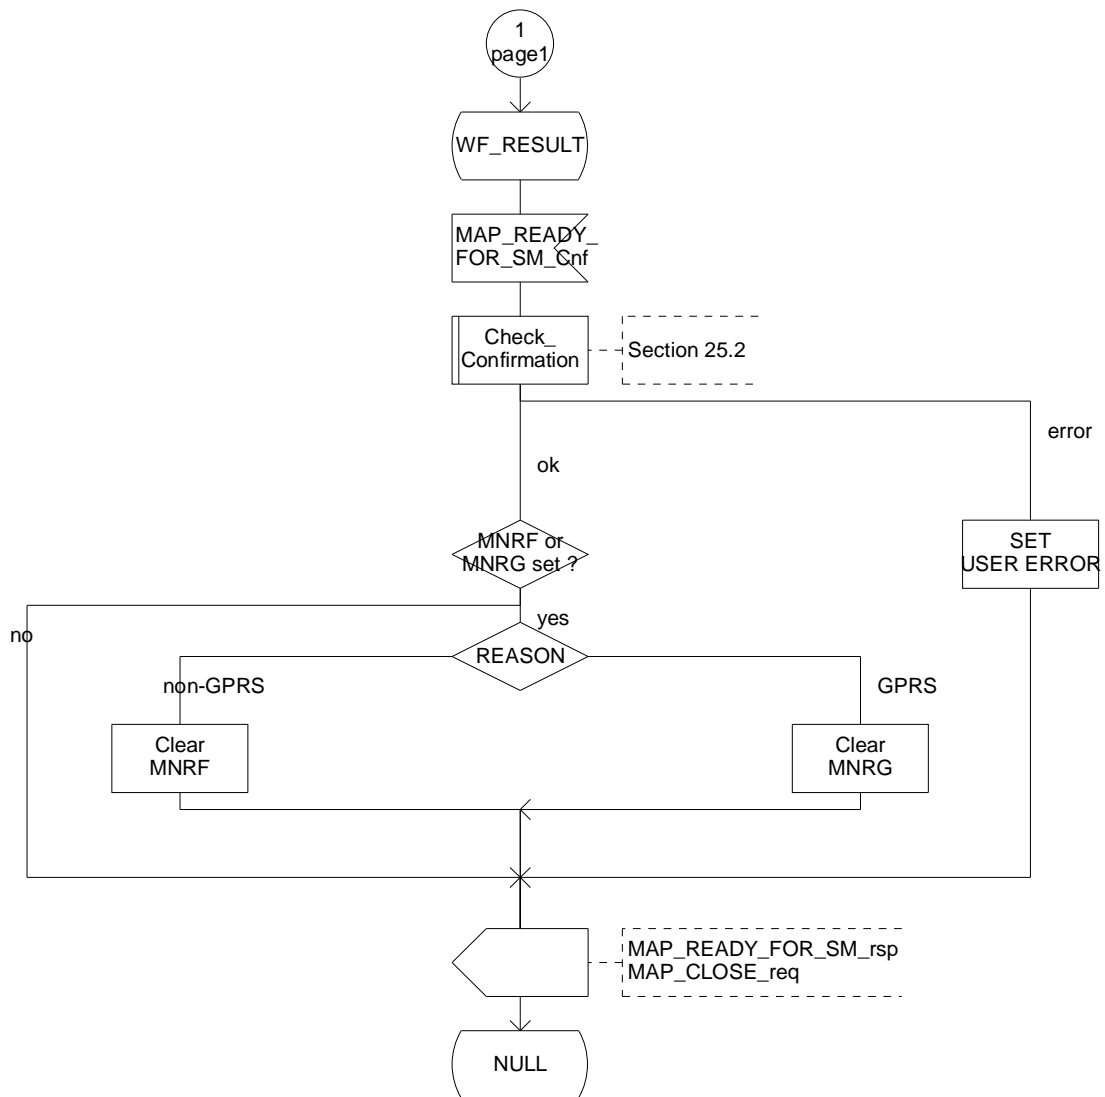 1
page1
WF_RESULT
MAP_READY_
FOR_SM_Cnf
Check_
Confirmation
Section 25.2
error
ok
MNRF or
MNRG set ?
SET
USER ERROR
yes
no
REASON
non-GPRS
GPRS
Clear
MNRF
Clear
MNRG
MAP_READY_FOR_SM_rsp
MAP_CLOSE_req
NULL